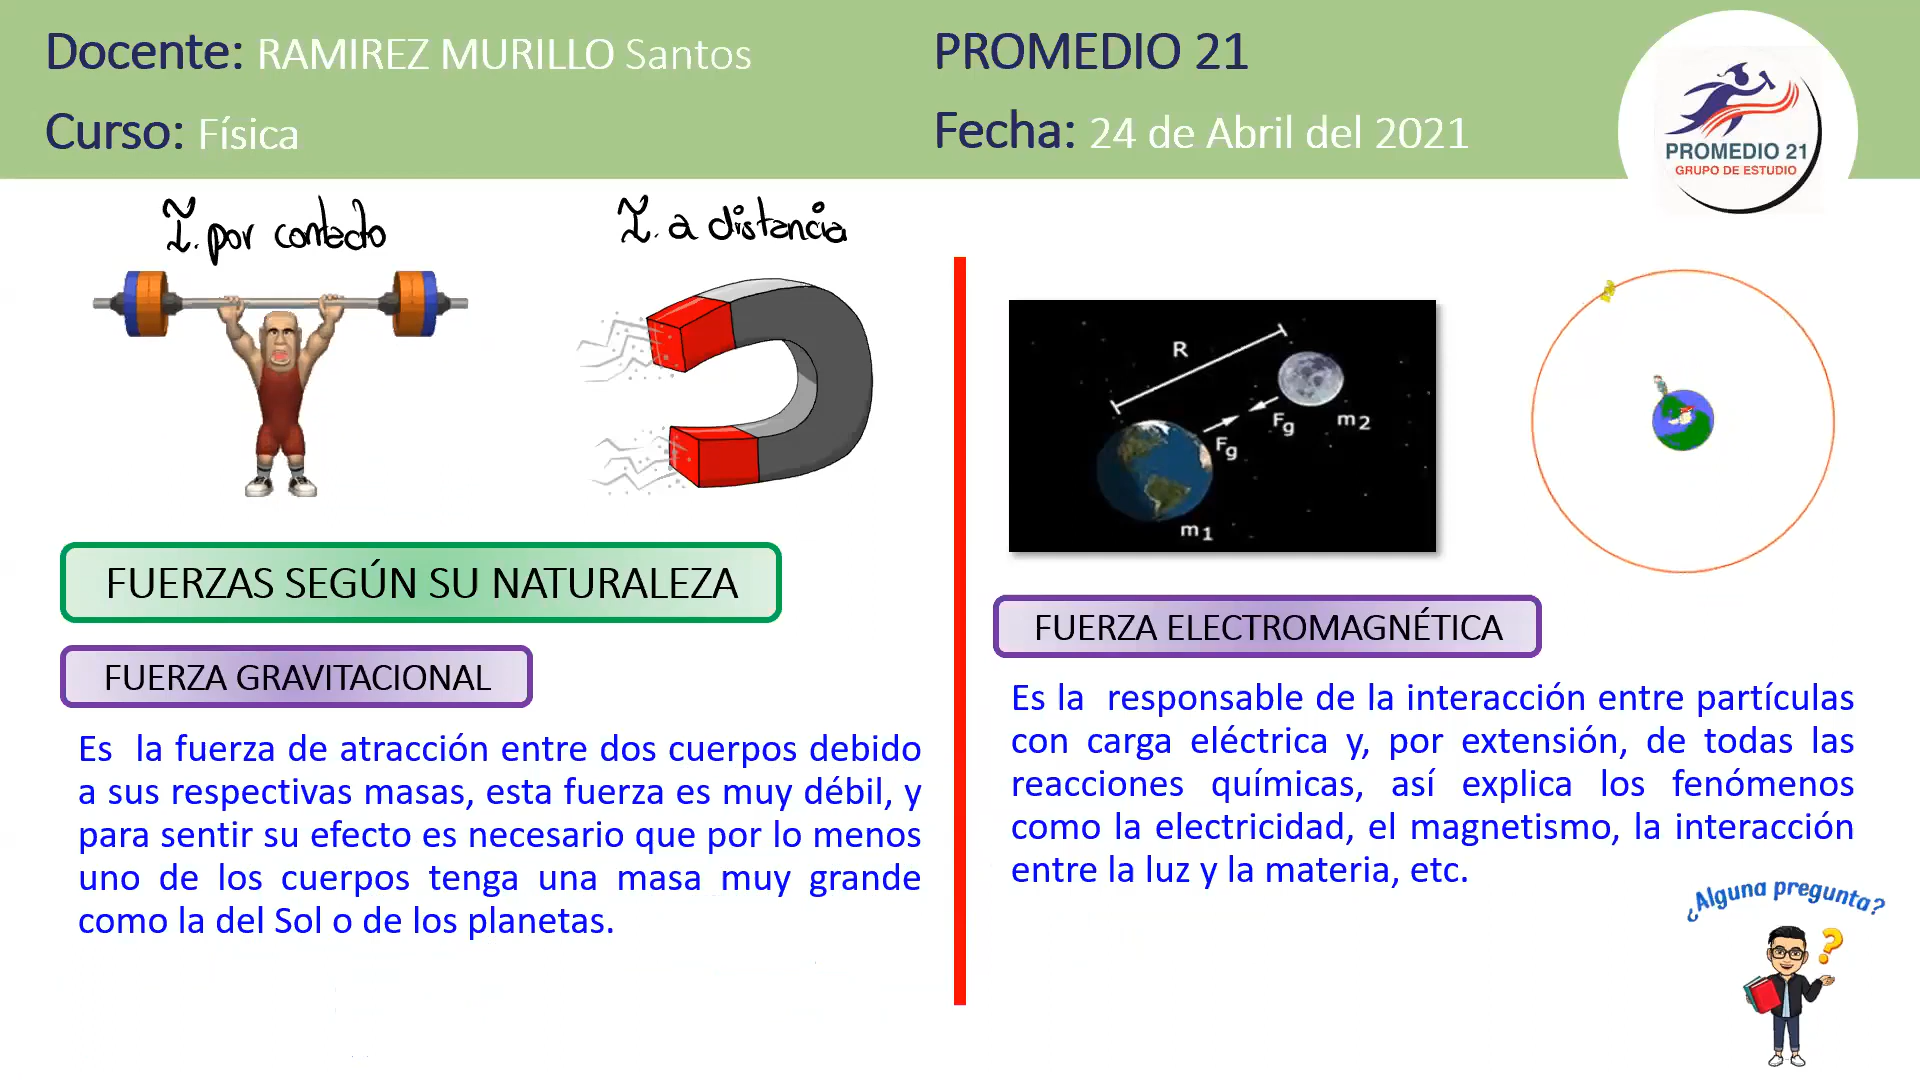 Docente: RAMIREZ MURILLO Santos
Curso: Física
PROMEDIO 21
Fecha: 24 de Abril del 2021
PROMEDIO 21
GRUPO DE ESTUDIO
I. por contacto
I. a distancia
FUERZAS SEGÚN SU NATURALEZA
FUERZA GRAVITACIONAL
Es la fuerza de atracción entre dos cuerpos debido
a sus respectivas masas, esta fuerza es muy débil, y
para sentir su efecto es necesario que por lo menos
uno de los cuerpos tenga una masa muy grande
como la del Sol o de los planetas.
R
Fg
Fg
m2
m1
FUERZA ELECTROMAGNÉTICA
Es la responsable de la interacción entre partículas
con carga eléctrica y, por extensión, de todas las
reacciones químicas, así explica los fenómenos
como la electricidad, el magnetismo, la interacción
entre la luz y la materia, etc.
¿Alguna pregunta?
?